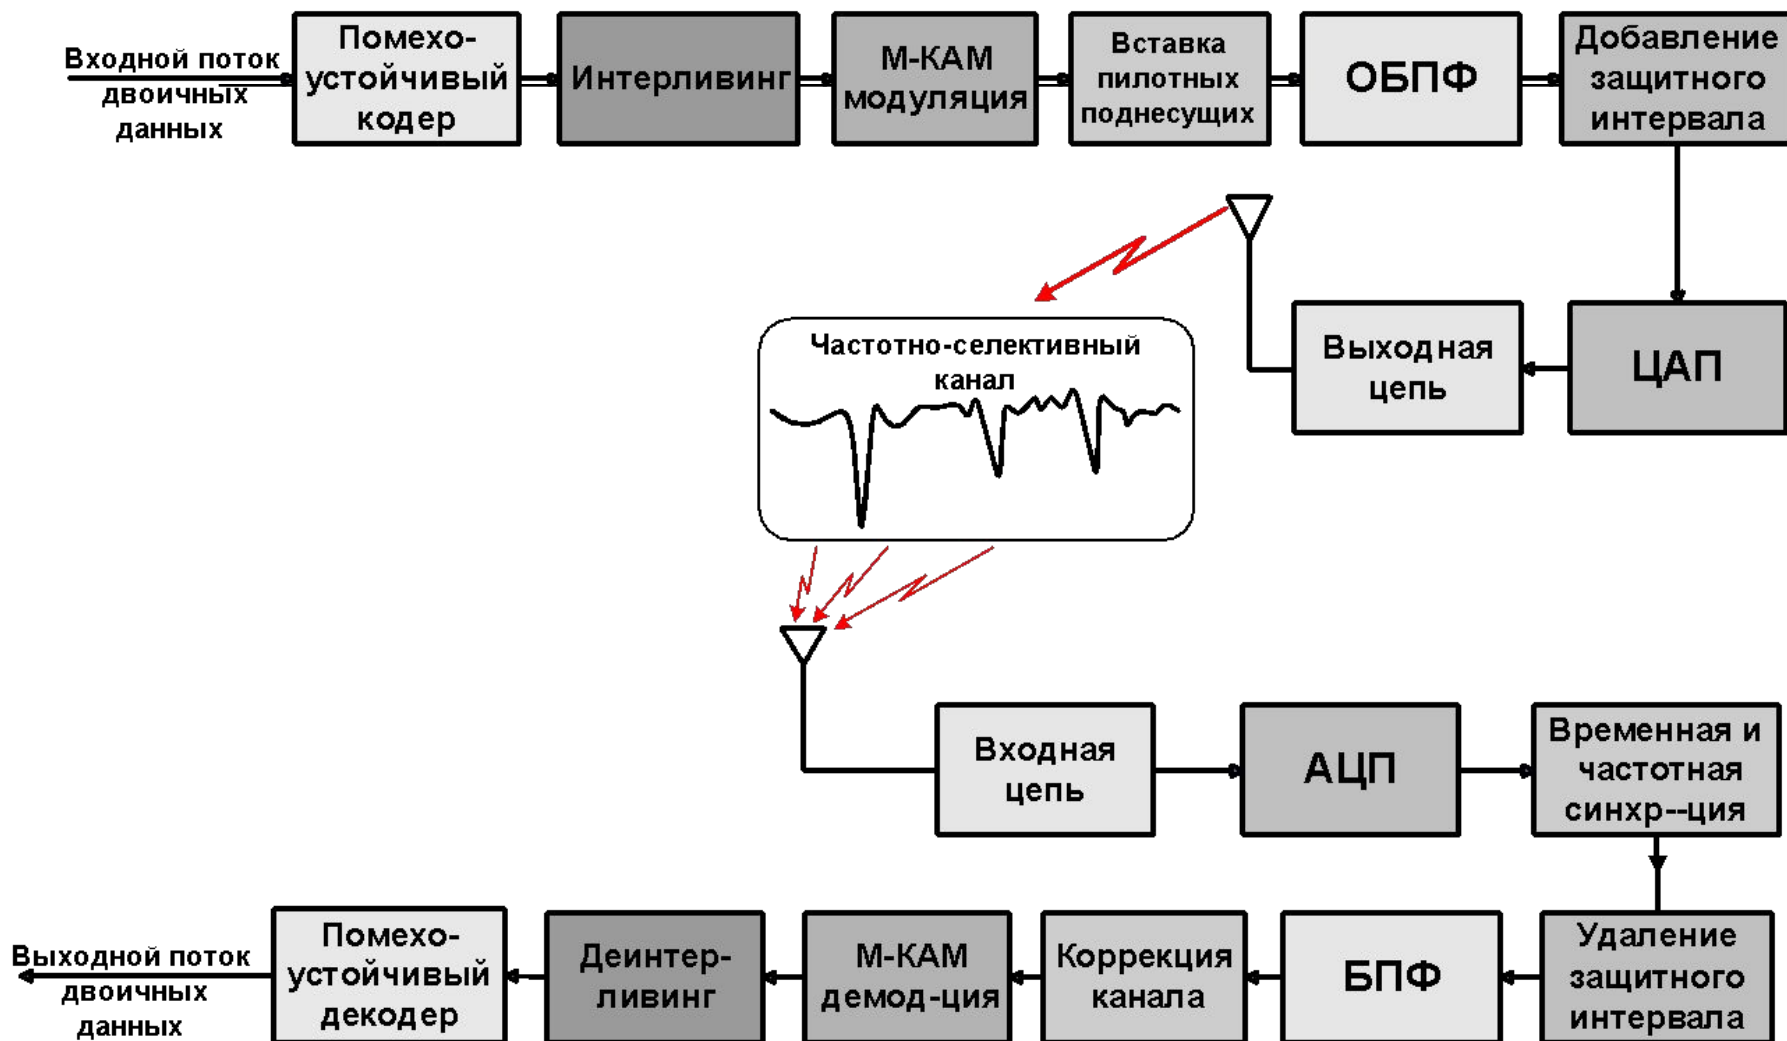 Входной поток
двоичных
данных
Помехо-
устойчивый
кодер
Интерливинг
М-КАМ
модуляция
Вставка
пилотных
поднесущих
ОБПФ
Добавление
защитного
интервала
ЦАП
Выходная
цепь
Частотно-селективный
канал
Входная
цепь
АЦП
Временная и
частотная
синхр--ция
Удаление
защитного
интервала
БПФ
Коррекция
канала
М-КАМ
демод-ция
Деинтер-
ливинг
Помехо-
устойчивый
декодер
Выходной поток
двоичных
данных